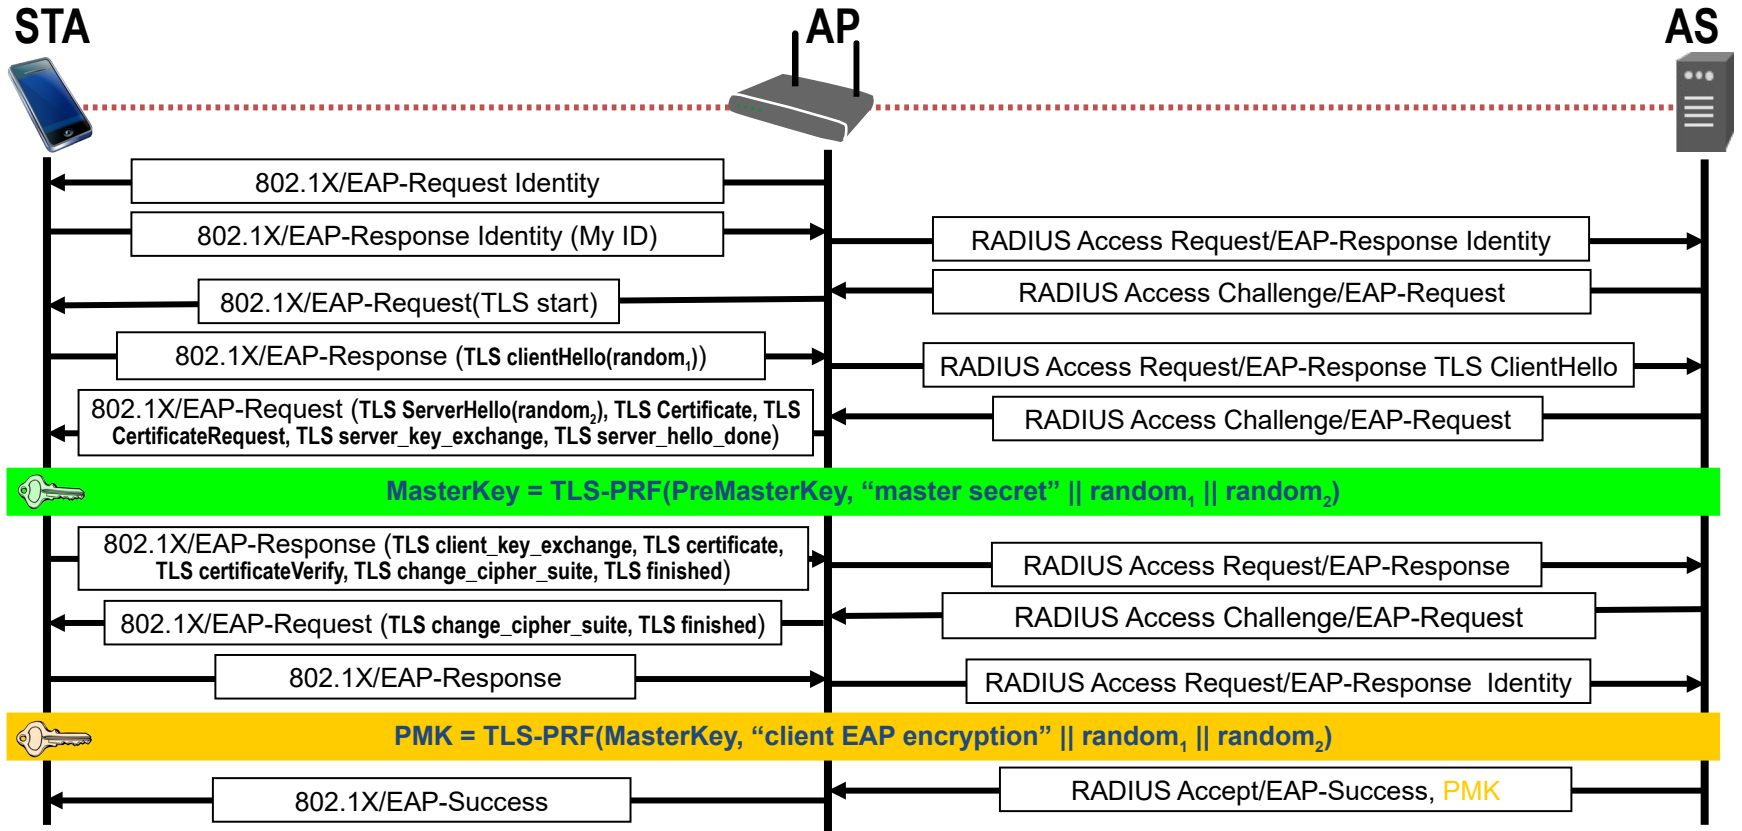 STA
AP
AS
802.1X/EAP-Request Identity
802.1X/EAP-Response Identity (My ID)
RADIUS Access Request/EAP-Response Identity
RADIUS Access Challenge/EAP-Request
802.1X/EAP-Request(TLS start)
802.1X/EAP-Response (TLS clientHello(random₁))
RADIUS Access Request/EAP-Response TLS ClientHello
802.1X/EAP-Request (TLS ServerHello(random₂), TLS Certificate, TLS
CertificateRequest, TLS server_key_exchange, TLS server_hello_done)
RADIUS Access Challenge/EAP-Request
MasterKey = TLS-PRF(PreMasterKey, “master secret” || random₁ || random₂)
802.1X/EAP-Response (TLS client_key_exchange, TLS certificate,
TLS certificateVerify, TLS change_cipher_suite, TLS finished)
RADIUS Access Request/EAP-Response
802.1X/EAP-Request (TLS change_cipher_suite, TLS finished)
RADIUS Access Challenge/EAP-Request
802.1X/EAP-Response
RADIUS Access Request/EAP-Response Identity
PMK = TLS-PRF(MasterKey, “client EAP encryption” || random₁ || random₂)
RADIUS Accept/EAP-Success, PMK
802.1X/EAP-Success